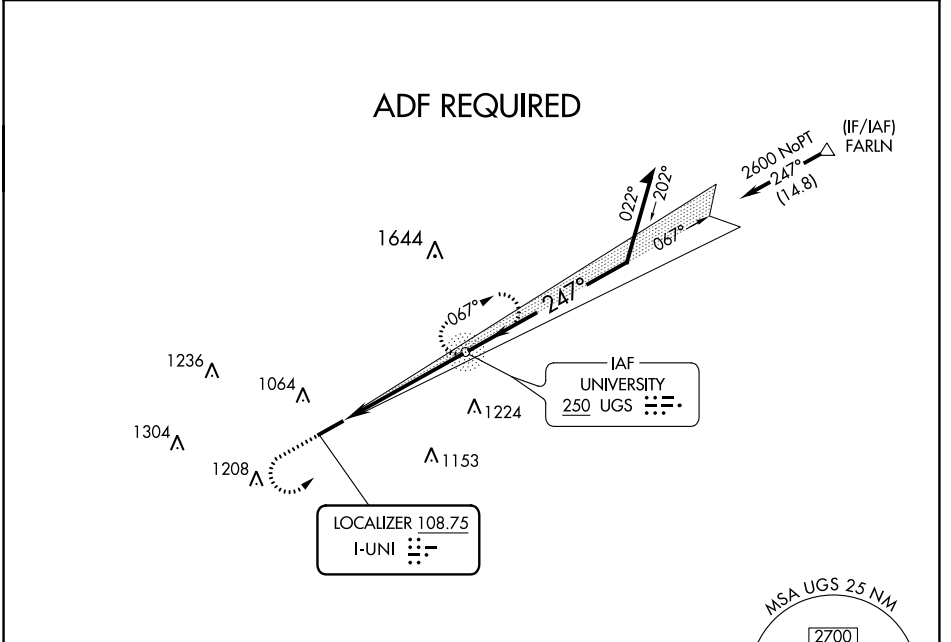 ADF REQUIRED
(IF/IAF)
FARLN
2600 NoPT
247°
(14.8)
022°
202°
067°
1644
067°
247°
1236
1064
IAF
UNIVERSITY
250 UGS
1224
1304
1153
1208
LOCALIZER 108.75
I-UNI
MSA UGS 25 NM
2700